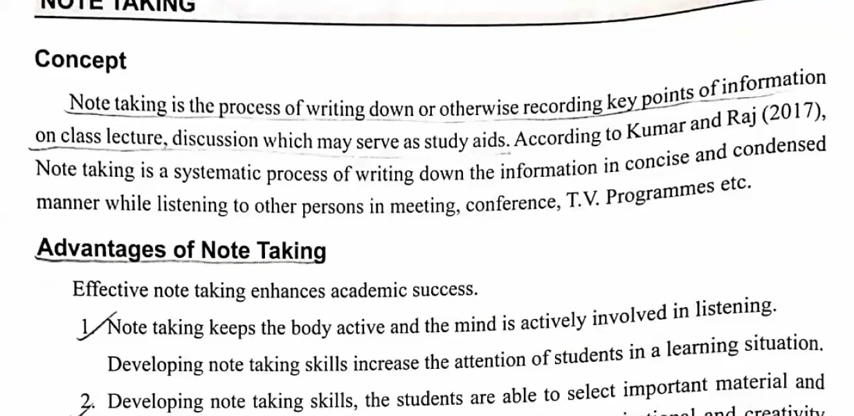 NOTE TAKING
Concept
Note taking is the process of writing down or otherwise recording key points of information
on class lecture, discussion which may serve as study aids. According to Kumar and Raj (2017),
Note taking is a systematic process of writing down the information in concise and condensed
manner while listening to other persons in meeting, conference, T.V. Programmes etc.
Advantages of Note Taking
Effective note taking enhances academic success.
1. Note taking keeps the body active and the mind is actively involved in listening.
Developing note taking skills increase the attention of students in a learning situation.
2. Developing note taking skills, the students are able to select important material and
and creativity